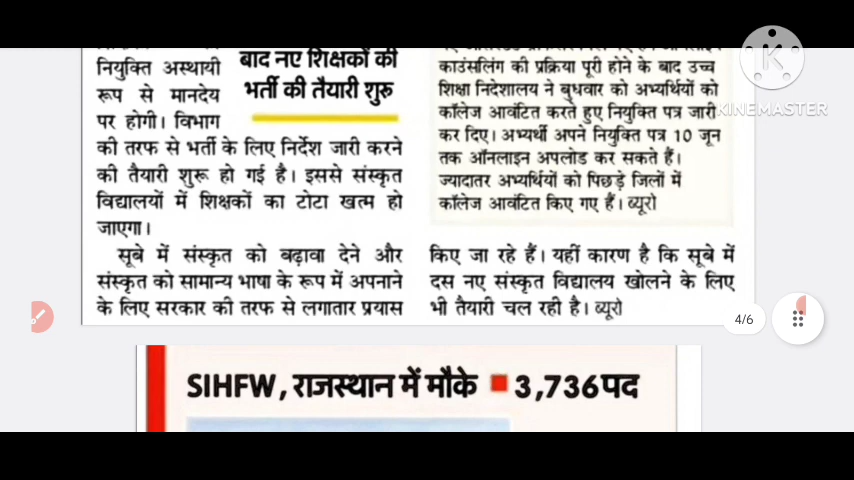 नियुक्ति अस्थायी
रूप से मानदेय
पर होगी। विभाग
बाद नए शिक्षकों की
भर्ती की तैयारी शुरू
की तरफ से भर्ती के लिए निर्देश जारी करने
की तैयारी शुरू हो गई है। इससे संस्कृत
विद्यालयों में शिक्षकों का टोटा खत्म हो
जाएगा।
सूबे में संस्कृत को बढ़ावा देने और
संस्कृत को सामान्य भाषा के रूप में अपनाने
के लिए सरकार की तरफ से लगातार प्रयास
काउंसलिंग की प्रक्रिया पूरी होने के बाद उच्च
शिक्षा निदेशालय ने बुधवार को अभ्यर्थियों को
कॉलेज आवंटित करते हुए नियुक्ति पत्र जारी
कर दिए। अभ्यर्थी अपने नियुक्ति पत्र 10 जून
तक ऑनलाइन अपलोड कर सकते हैं।
ज्यादातर अभ्यर्थियों को पिछड़े जिलों में
कॉलेज आवंटित किए गए हैं। ब्यूरो
किए जा रहे हैं। यहीं कारण है कि सूबे में
दस नए संस्कृत विद्यालय खोलने के लिए
भी तैयारी चल रही है। ब्यूरो
4/6
SIHFW, राजस्थान में मौके 3,736 पद
K
KINEMASTER